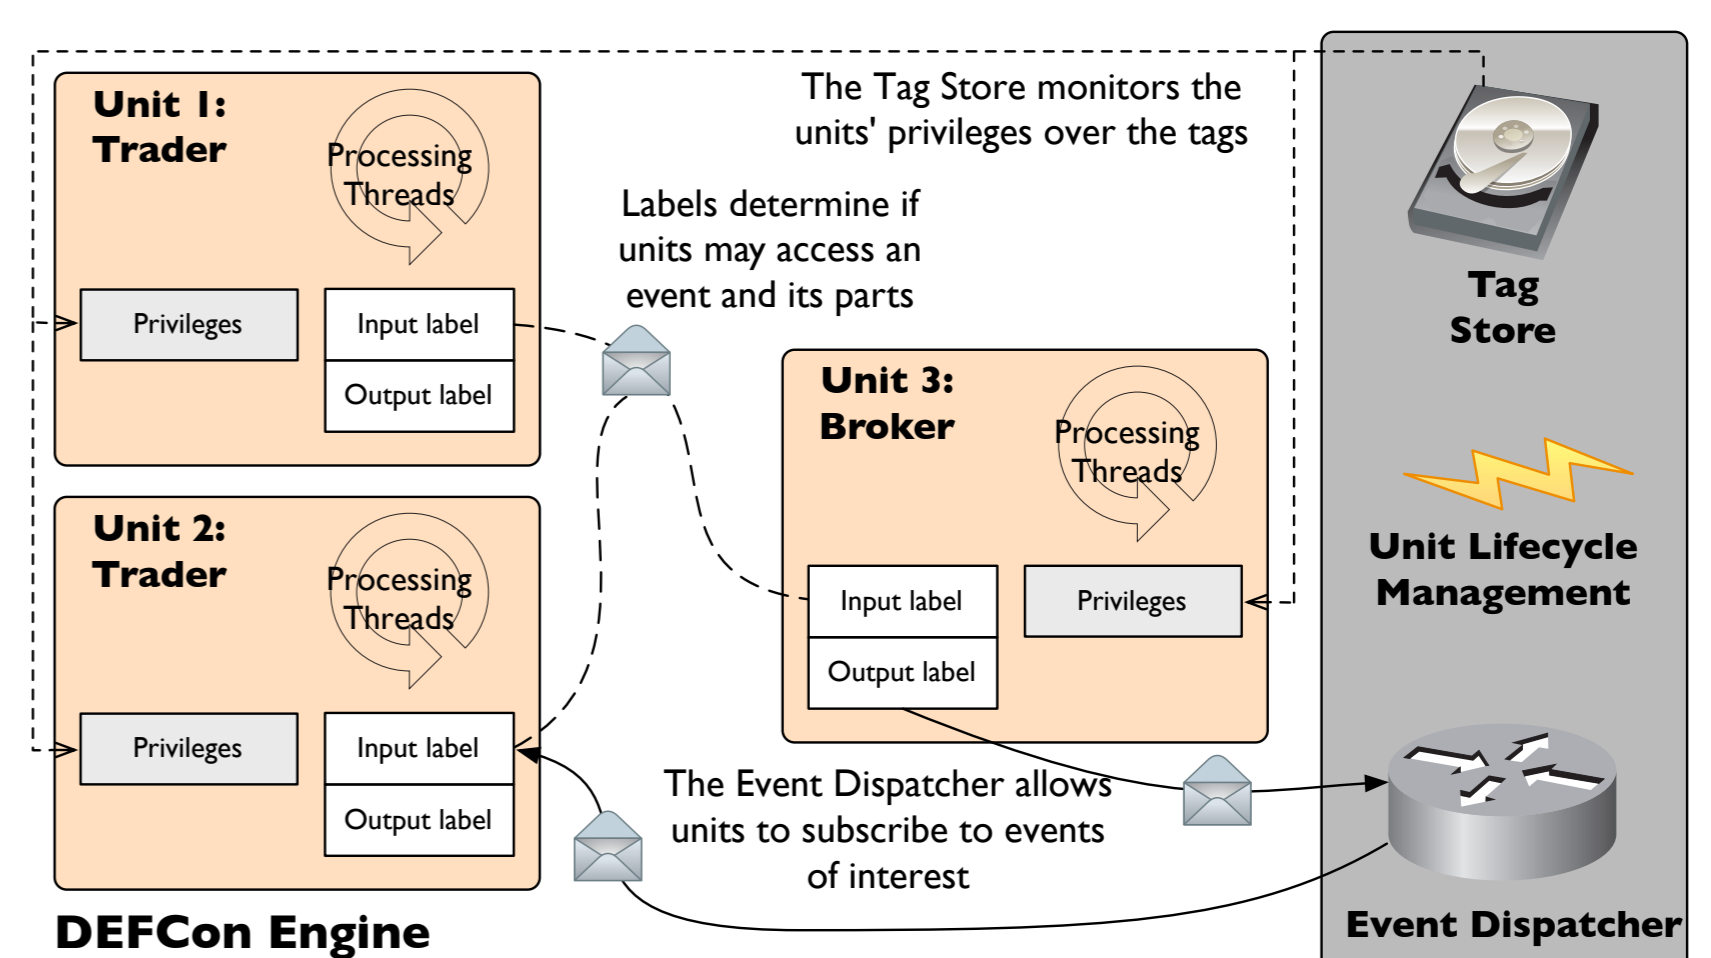 Unit 1:
Trader
Processing
Threads
Privileges
Input label
Output label
The Tag Store monitors the
units' privileges over the tags
Labels determine if
units may access an
event and its parts
Tag
Store
Unit 3:
Broker
Processing
Threads
Input label
Output label
Privileges
Unit Lifecycle
Management
Unit 2:
Trader
Processing
Threads
Privileges
Input label
Output label
The Event Dispatcher allows
units to subscribe to events
of interest
Event Dispatcher
DEFCon Engine